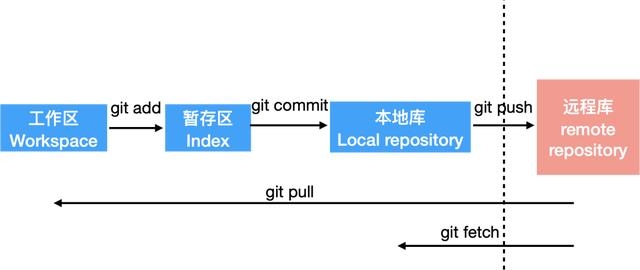 工作区
Workspace
git add
暂存区
Index
git commit
本地库
Local repository
git push
远程库
remote
repository
git pull
git fetch